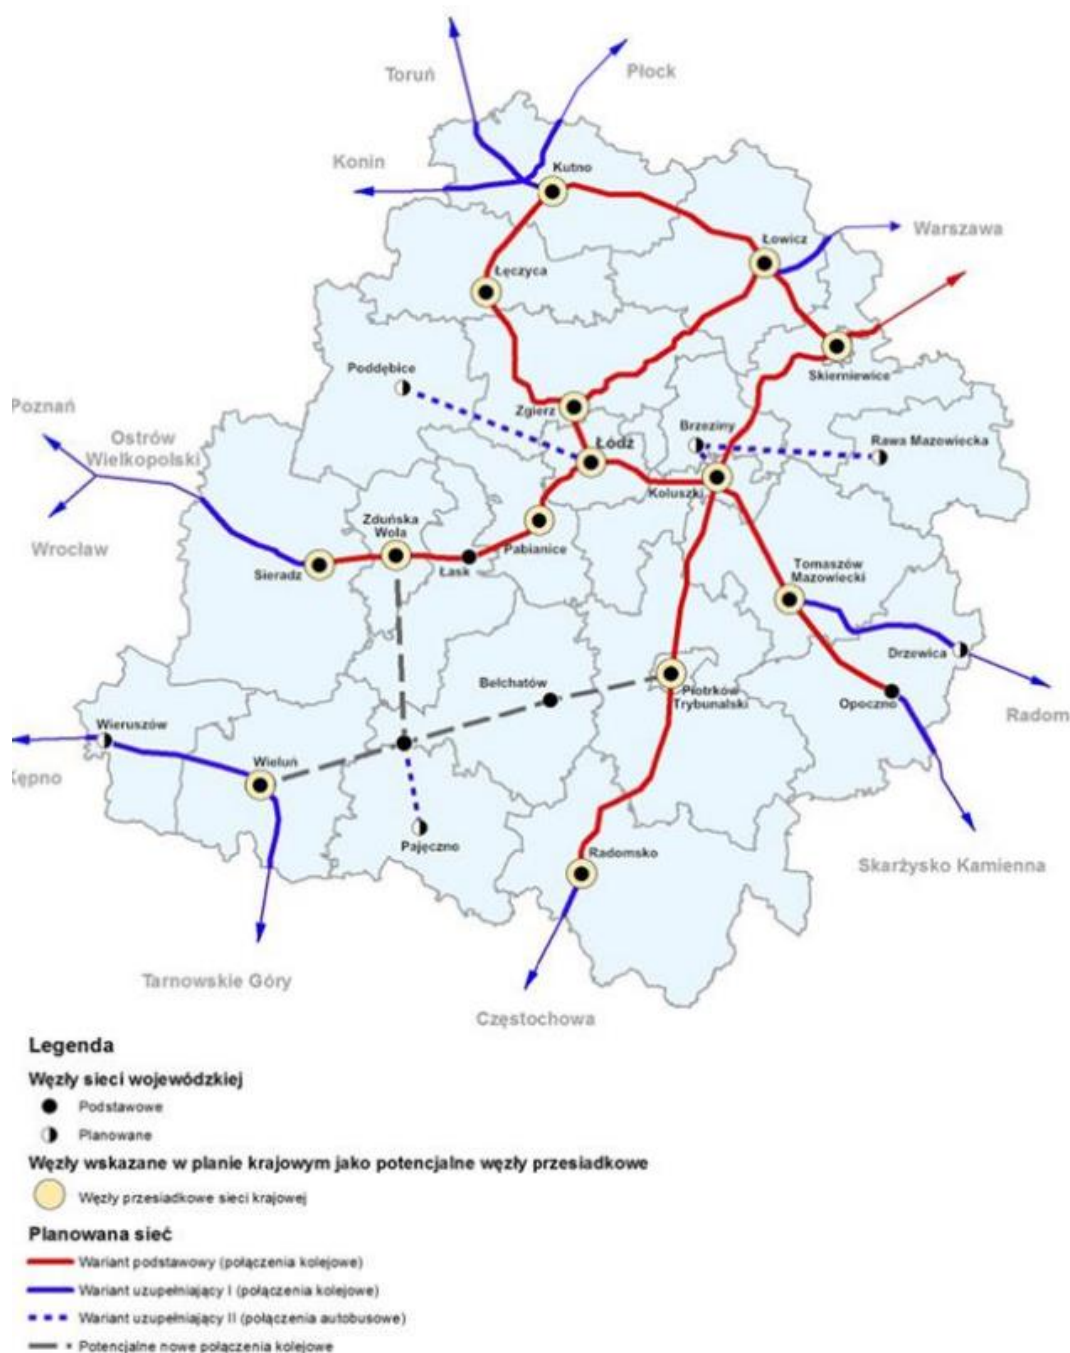 Toruń
Płock
Konin
Kutno
Łowicz
Warszawa
Łęczyca
Skierniewice
Poddębice
Zgierz
Brzeziny
Rawa Mazowiecka
Poznań
Ostrów
Wielkopolski
Łódź
Koluszki
Zduńska
Wola
Pabianice
Wrocław
Sieradz
Łask
Tomaszów
Mazowiecki
Drzewica
Bełchatów
Piotrków
Trybunalski
Opoczno
Radom
Wieruszów
Wieluń
Kępno
Pajęczno
Radomsko
Skarżysko Kamienna
Tarnowskie Góry
Częstochowa
Legenda
Węzły sieci wojewódzkiej
Podstawowe
Planowane
Węzły wskazane w planie krajowym jako potencjalne węzły przesiadkowe
Węzły przesiadkowe sieci krajowej
Planowana sieć
Wariant podstawowy (połączenia kolejowe)
Wariant uzupełniający I (połączenia kolejowe)
Wariant uzupełniający II (połączenia autobusowe)
Potencjalne nowe połączenia kolejowe